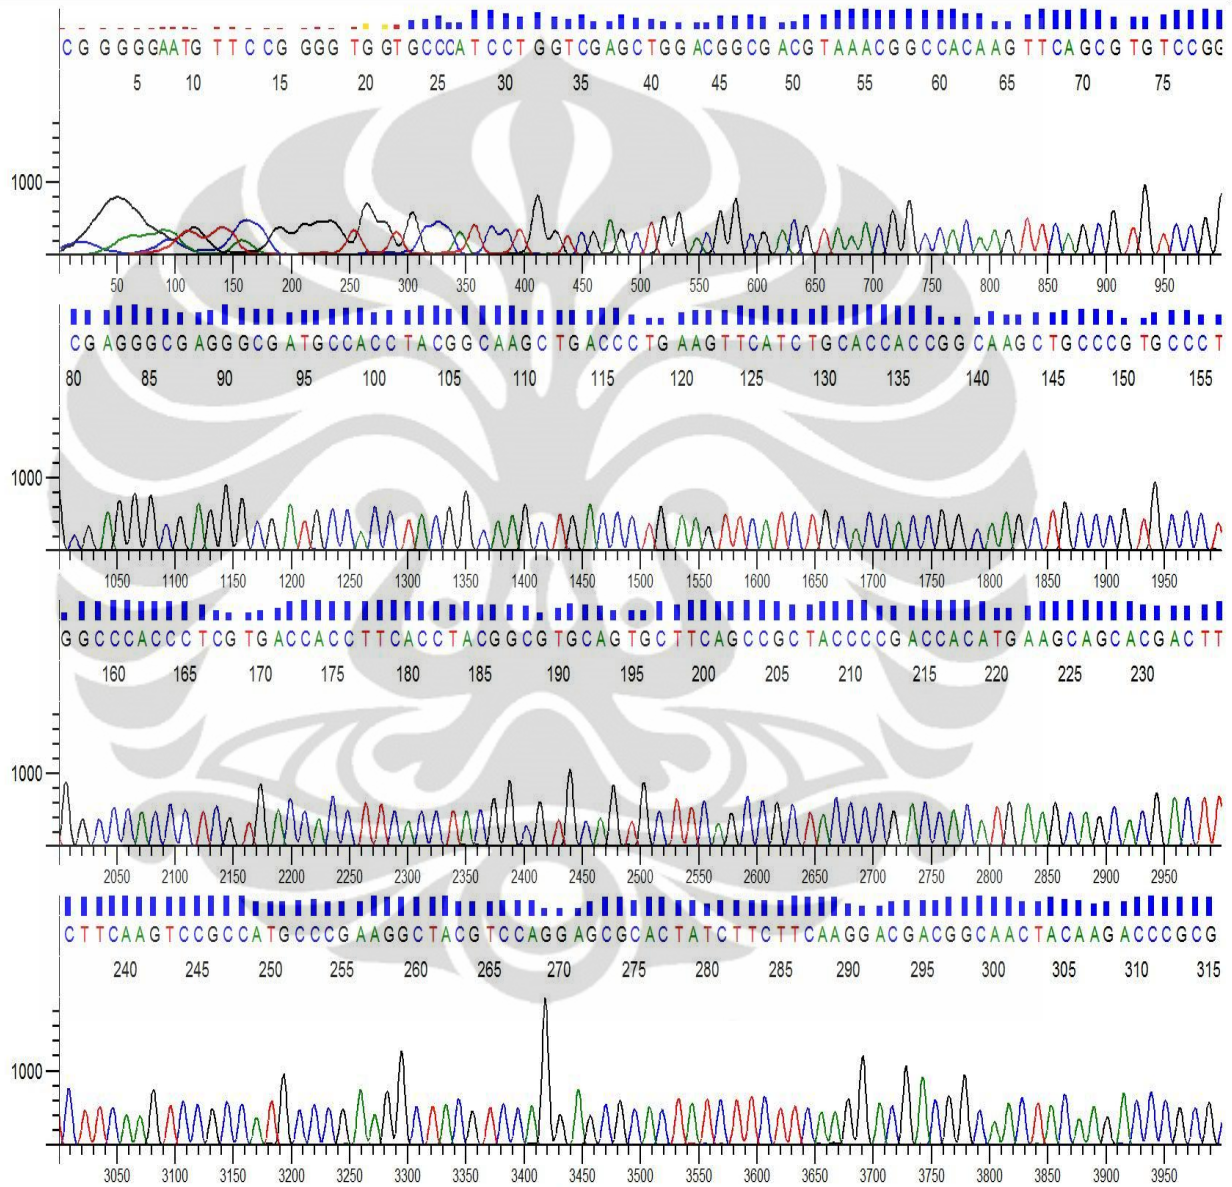 CG GGGGAATG TTCCG GGG TGGTGCCCATCCTGGTCGAGCTGGACGGCGACGTAAACGGCCACAAGTTCAGCGTGTCCGG
5 10 15 20 25 30 35 40 45 50 55 60 65 70 75
1000
50 100 150 200 250 300 350 400 450 500 550 600 650 700 750 800 850 900 950
CGAGGGCGAGGGCGATGCCACCTACGGCAAGCTGACCCTGAAGTTCATCTGCACCACCGGCAAGCTGCCCGTGCCCT
80 85 90 95 100 105 110 115 120 125 130 135 140 145 150 155
1000
1050 1100 1150 1200 1250 1300 1350 1400 1450 1500 1550 1600 1650 1700 1750 1800 1850 1900 1950
GGCCCACCCTCGTGACCACCTTCACCTACGGCGTGCAGTGCTTCAGCCGCTACCCCGACCACATGAAGCAGCACGACTT
160 165 170 175 180 185 190 195 200 205 210 215 220 225 230
1000
2050 2100 2150 2200 2250 2300 2350 2400 2450 2500 2550 2600 2650 2700 2750 2800 2850 2900 2950
CTTCAAGTCCGCCATGCCCGAAGGCTACGTCCAGGAGCGCACTATCTTCTTCAAGGACGACGGCAACTACAAGACCCGCG
240 245 250 255 260 265 270 275 280 285 290 295 300 305 310 315
1000
3050 3100 3150 3200 3250 3300 3350 3400 3450 3500 3550 3600 3650 3700 3750 3800 3850 3900 3950